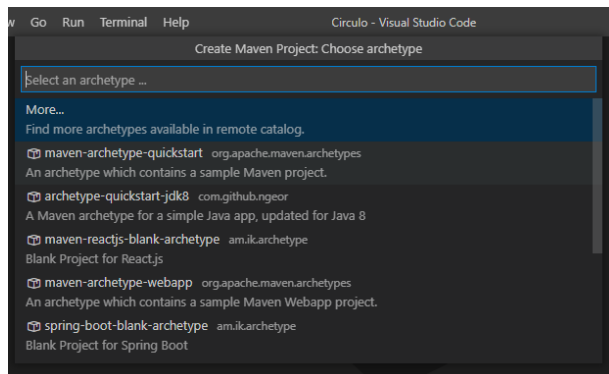 w Go Run Terminal Help Circulo - Visual Studio Code
Create Maven Project: Choose archetype
Select an archetype ...
More...
Find more archetypes available in remote catalog.
maven-archetype-quickstart org.apache.maven.archetypes
An archetype which contains a sample Maven project.
archetype-quickstart-jdk8 com.github.ngeor
A Maven archetype for a simple Java app, updated for Java 8
maven-reactjs-blank-archetype am.ik.archetype
Blank Project for React.js
maven-archetype-webapp org.apache.maven.archetypes
An archetype which contains a sample Maven Webapp project.
spring-boot-blank-archetype am.ik.archetype
Blank Project for Spring Boot